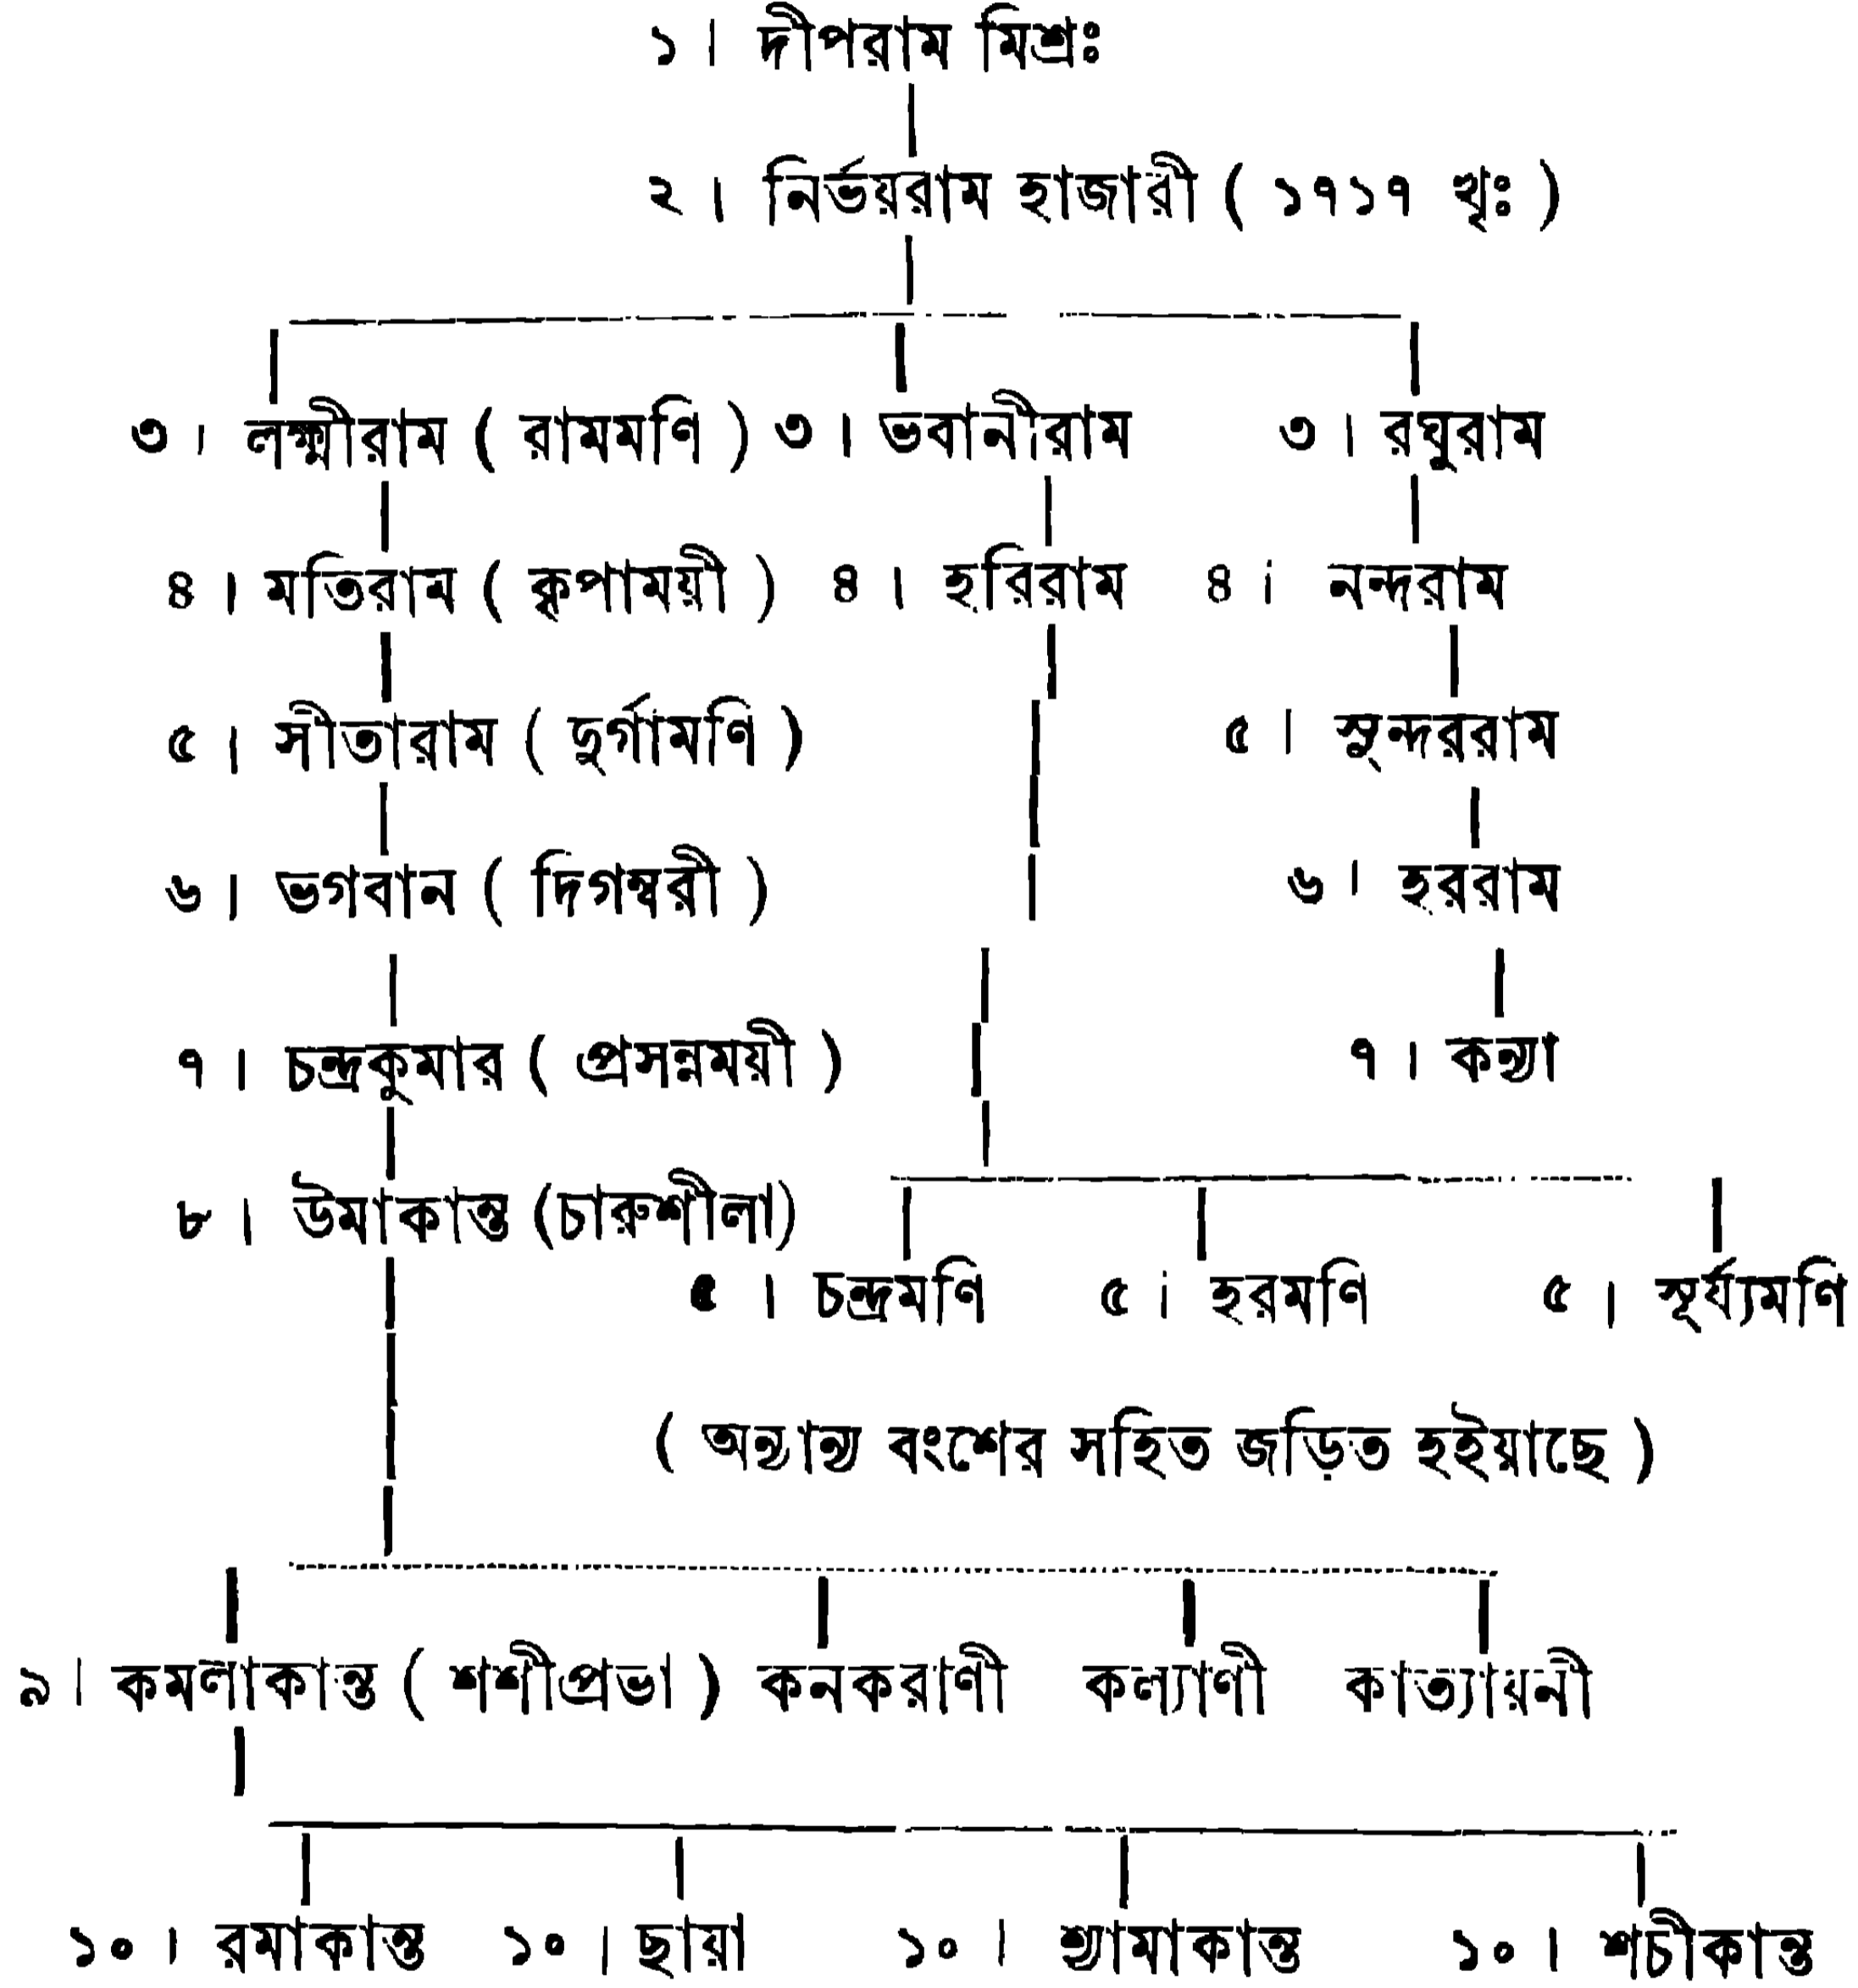 ১। দীপরাম মিশ্রঃ
২। নির্ভয়রাম হাজারী ( ১৭১৭ খৃঃ )
৩। লক্ষ্মীরাম ( রামমণি ) ৩। ভবানীরাম ৩। রঘুরাম
৪। মতিরাম ( কৃপাময়ী ) ৪। হরিরাম ৪। নন্দরাম
৫। সীতারাম ( দুর্গামণি ) ৫। সুন্দররাম
৬। ভগবান ( দিগম্বরী ) ৬। হররাম
৭। চন্দ্রকুমার ( প্রসন্নময়ী ) ৭। কন্যা
৮। উমাকান্ত (চারুশীলা)
৫। চন্দ্রমণি ৫। হরমণি ৫। সূর্য্যমণি
( অন্যান্য বংশের সহিত জড়িত হইয়াছে )
৯। কমলাকান্ত ( শশীপ্রভা ) কনকরাণী কল্যাণী কাত্যায়নী
১০। রমাকান্ত ১০। ছায়া ১০। শ্যামাকান্ত ১০। শচীকান্ত